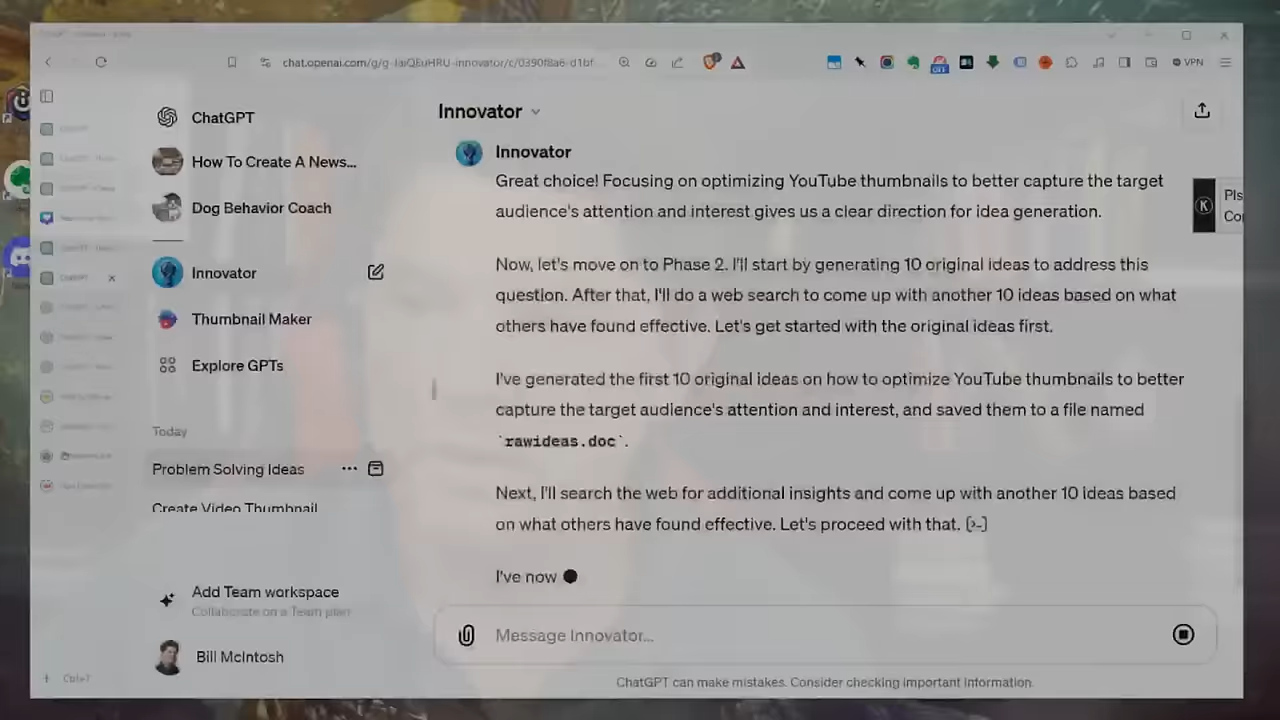 chat.openai.com/g/g-
-innovator/c/0390f8a6-d1bf
VPN
OFF
ChatGPT
How To Create A News...
Dog Behavior Coach
Innovator
Thumbnail Maker
Explore GPTs
Today
Problem Solving Ideas
Create Video Thumbnail
Add Team workspace
Collaborate on a Team plan
Bill McIntosh
ChatGPT
Innovator
Innovator
Great choice! Focusing on optimizing YouTube thumbnails to better capture the target
audience's attention and interest gives us a clear direction for idea generation.
Now, let's move on to Phase 2. I'll start by generating 10 original ideas to address this
question. After that, I'll do a web search to come up with another 10 ideas based on what
others have found effective. Let's get started with the original ideas first.
I've generated the first 10 original ideas on how to optimize YouTube thumbnails to better
capture the target audience's attention and interest, and saved them to a file named
`rawideas.doc`.
Next, I'll search the web for additional insights and come up with another 10 ideas based
on what others have found effective. Let's proceed with that. [>-]
I've now
Message Innovator...
ChatGPT can make mistakes. Consider checking important information.
K
Pls